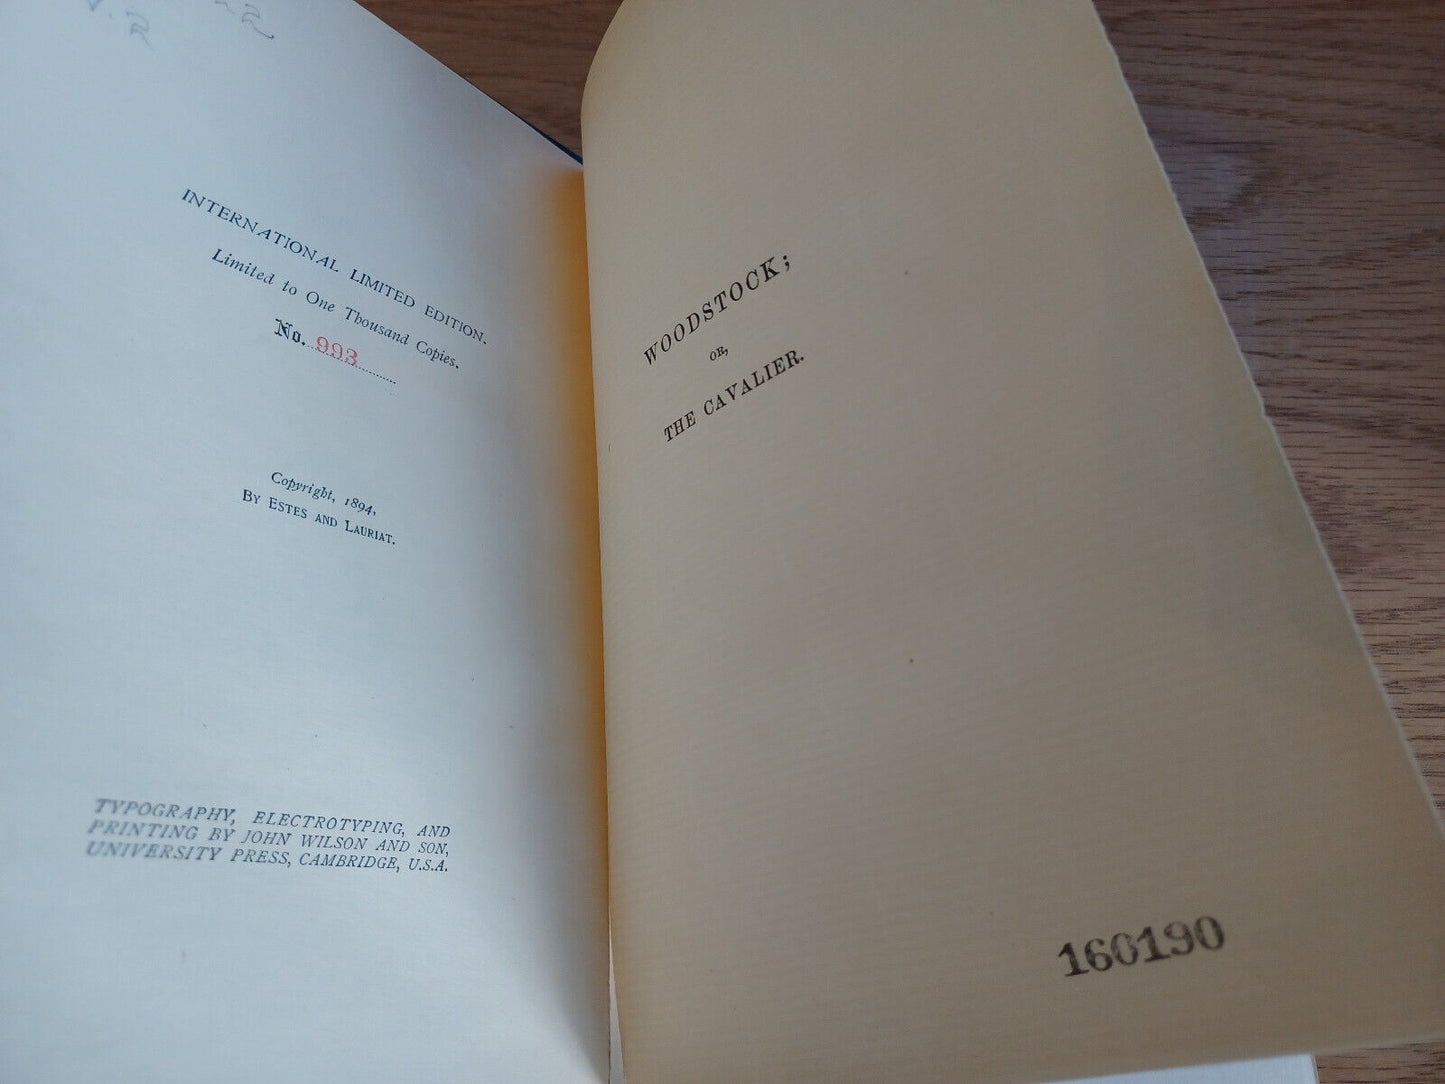 INTERNATIONAL LIMITED EDITION.
Limited to One Thousand Copies.
No. 993
Copyright, 1894,
BY ESTES AND LAURIAT.
TYPOGRAPHY, ELECTROTYPING, AND
PRINTING BY JOHN WILSON AND SON,
UNIVERSITY PRESS, CAMBRIDGE, U.S.A.
WOODSTOCK;
OR,
THE CAVALIER.
160190